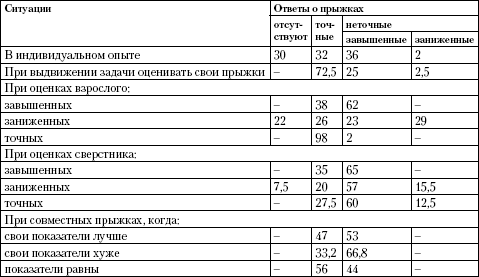 Ситуации Ответы о прыжках
отсут-ствуют точ-ные неточные
завышенные заниженные
В индивидуальном опыте 30 32 36 2
При выдвижении задачи оценивать свои прыжки – 72,5 25 2,5
При оценках взрослого:
завышенных – 38 62 –
заниженных 22 26 23 29
точных – 98 2 –
При оценках сверстника:
завышенных – 35 65 –
заниженных 7,5 20 57 15,5
точных – 27,5 60 12,5
При совместных прыжках, когда:
свои показатели лучше – 47 53 –
свои показатели хуже – 33,2 66,8 –
показатели равны – 56 44 –